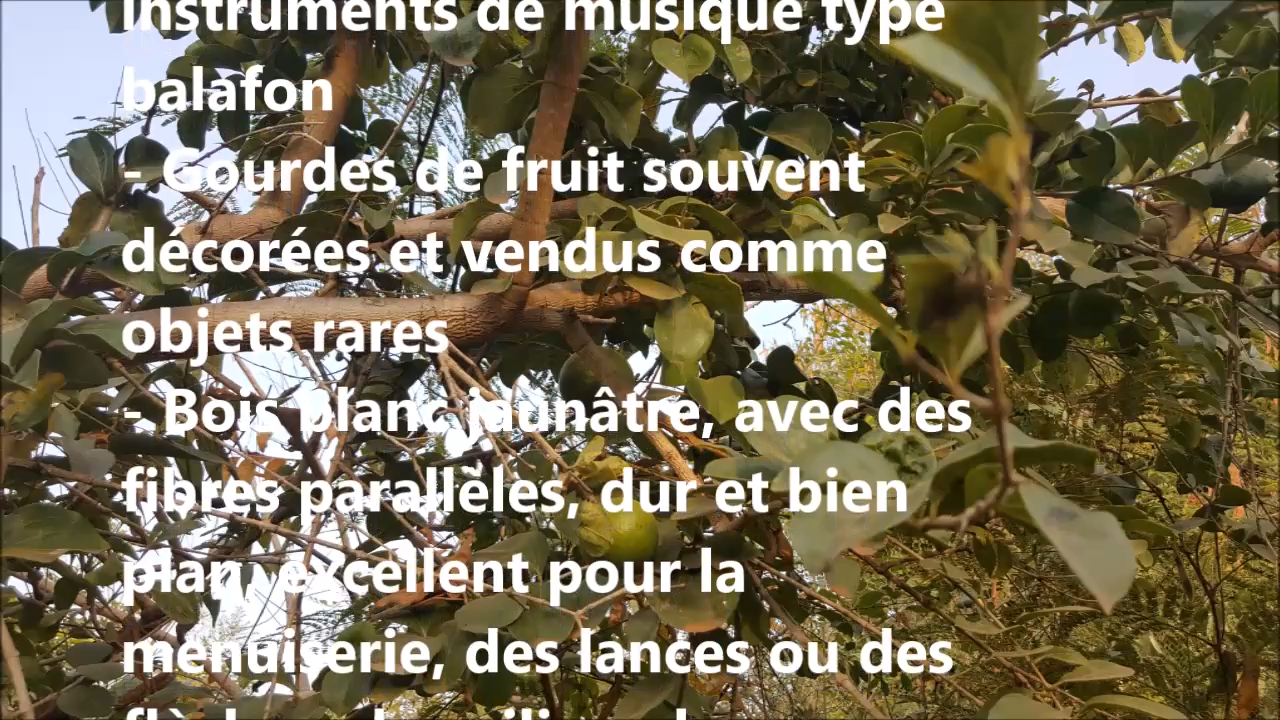 instruments de musique type
balafon
- Gourdes de fruit souvent
décorées et vendus comme
objets rares
- Bois blanc jaunâtre, avec des
fibres parallèles, dur et bien
plan, excellent pour la
menuiserie, des lances ou des